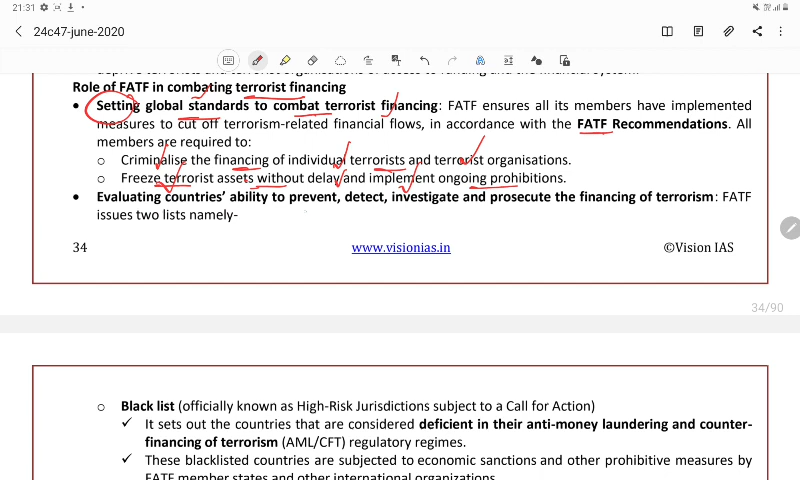 21:31
24c47-june-2020
Role of FATF in combating terrorist financing
• Setting global standards to combat terrorist financing: FATF ensures all its members have implemented
measures to cut off terrorism-related financial flows, in accordance with the FATF Recommendations. All
members are required to:
o Criminalise the financing of individual terrorists and terrorist organisations.
o Freeze terrorist assets without delay and implement ongoing prohibitions.
• Evaluating countries' ability to prevent, detect, investigate and prosecute the financing of terrorism: FATF
issues two lists namely-
34 www.visionias.in ©Vision IAS
34/90
o Black list (officially known as High-Risk Jurisdictions subject to a Call for Action)
✓ It sets out the countries that are considered deficient in their anti-money laundering and counter-
financing of terrorism (AML/CFT) regulatory regimes.
✓ These blacklisted countries are subjected to economic sanctions and other prohibitive measures by
FATF member states and other international organizations.